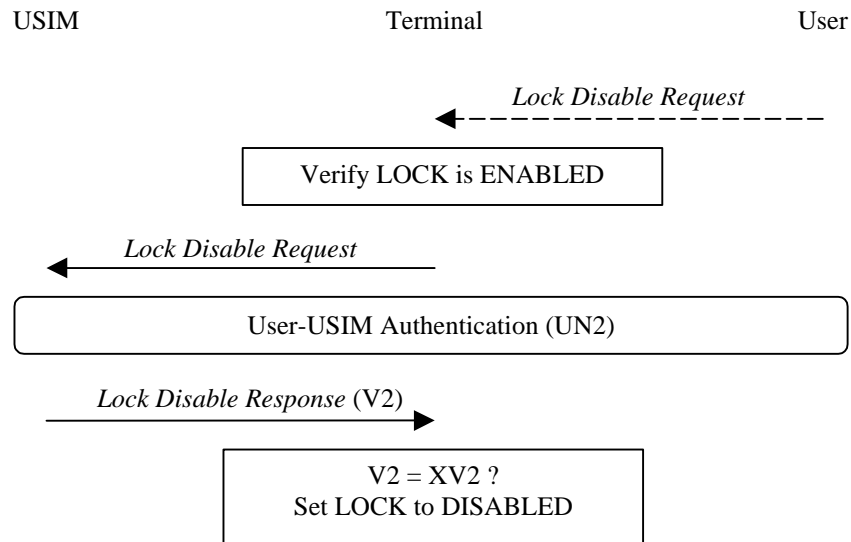 USIM Terminal User
Lock Disable Request
Verify LOCK is ENABLED
Lock Disable Request
User-USIM Authentication (UN2)
Lock Disable Response (V2)
V2 = XV2 ?
Set LOCK to DISABLED